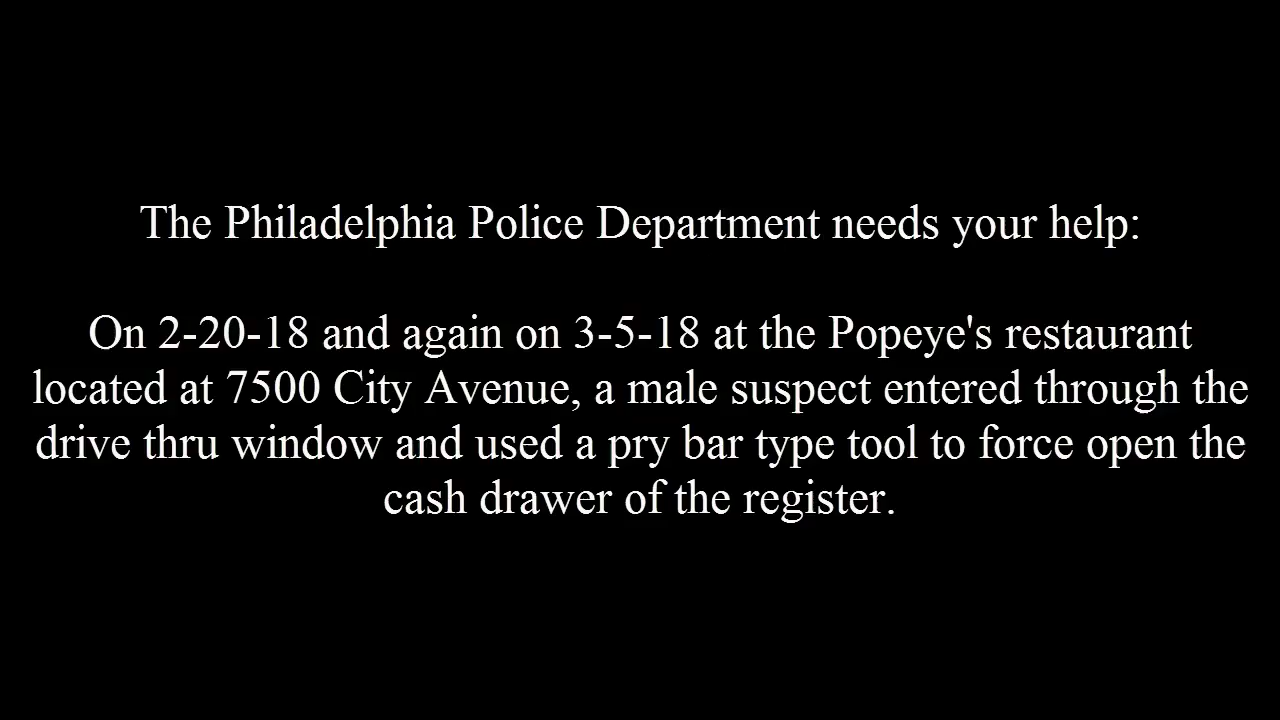 The Philadelphia Police Department needs your help:
On 2-20-18 and again on 3-5-18 at the Popeye's restaurant
located at 7500 City Avenue, a male suspect entered through the
drive thru window and used a pry bar type tool to force open the
cash drawer of the register.